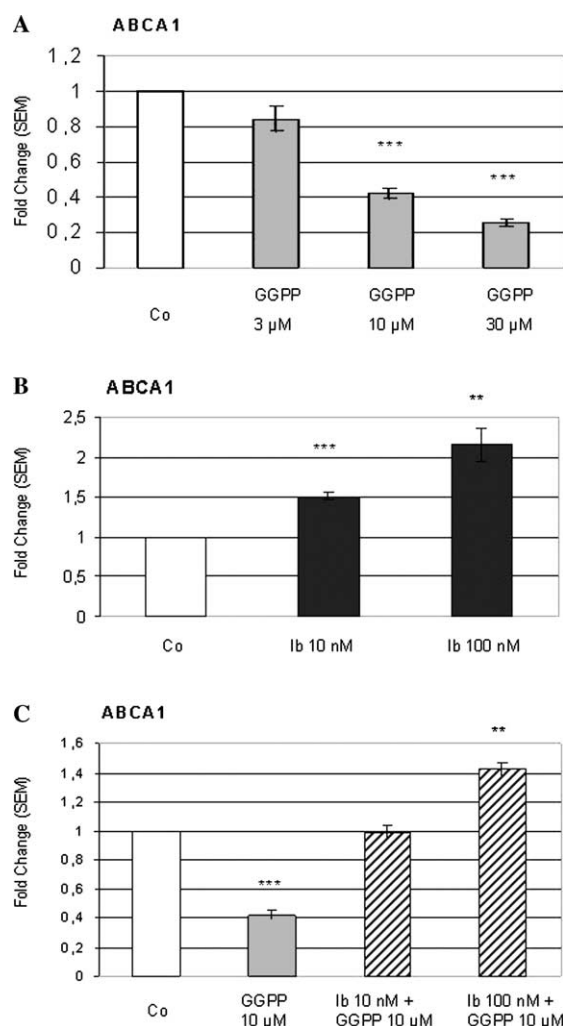 A
ABCA1
Fold Change (SEM)
1,2
1
0,8
0,6
0,4
0,2
0
***
***
Co
GGPP
3 µM
GGPP
10 µM
GGPP
30 µM
B
ABCA1
Fold Change (SEM)
2,5
2
1,5
1
0,5
0
***
**
Co
Ib 10 nM
Ib 100 nM
C
ABCA1
Fold Change (SEM)
1,6
1,4
1,2
1
0,8
0,6
0,4
0,2
0
***
**
Co
GGPP
10 µM
Ib 10 nM +
GGPP 10 µM
Ib 100 nM +
GGPP 10 µM